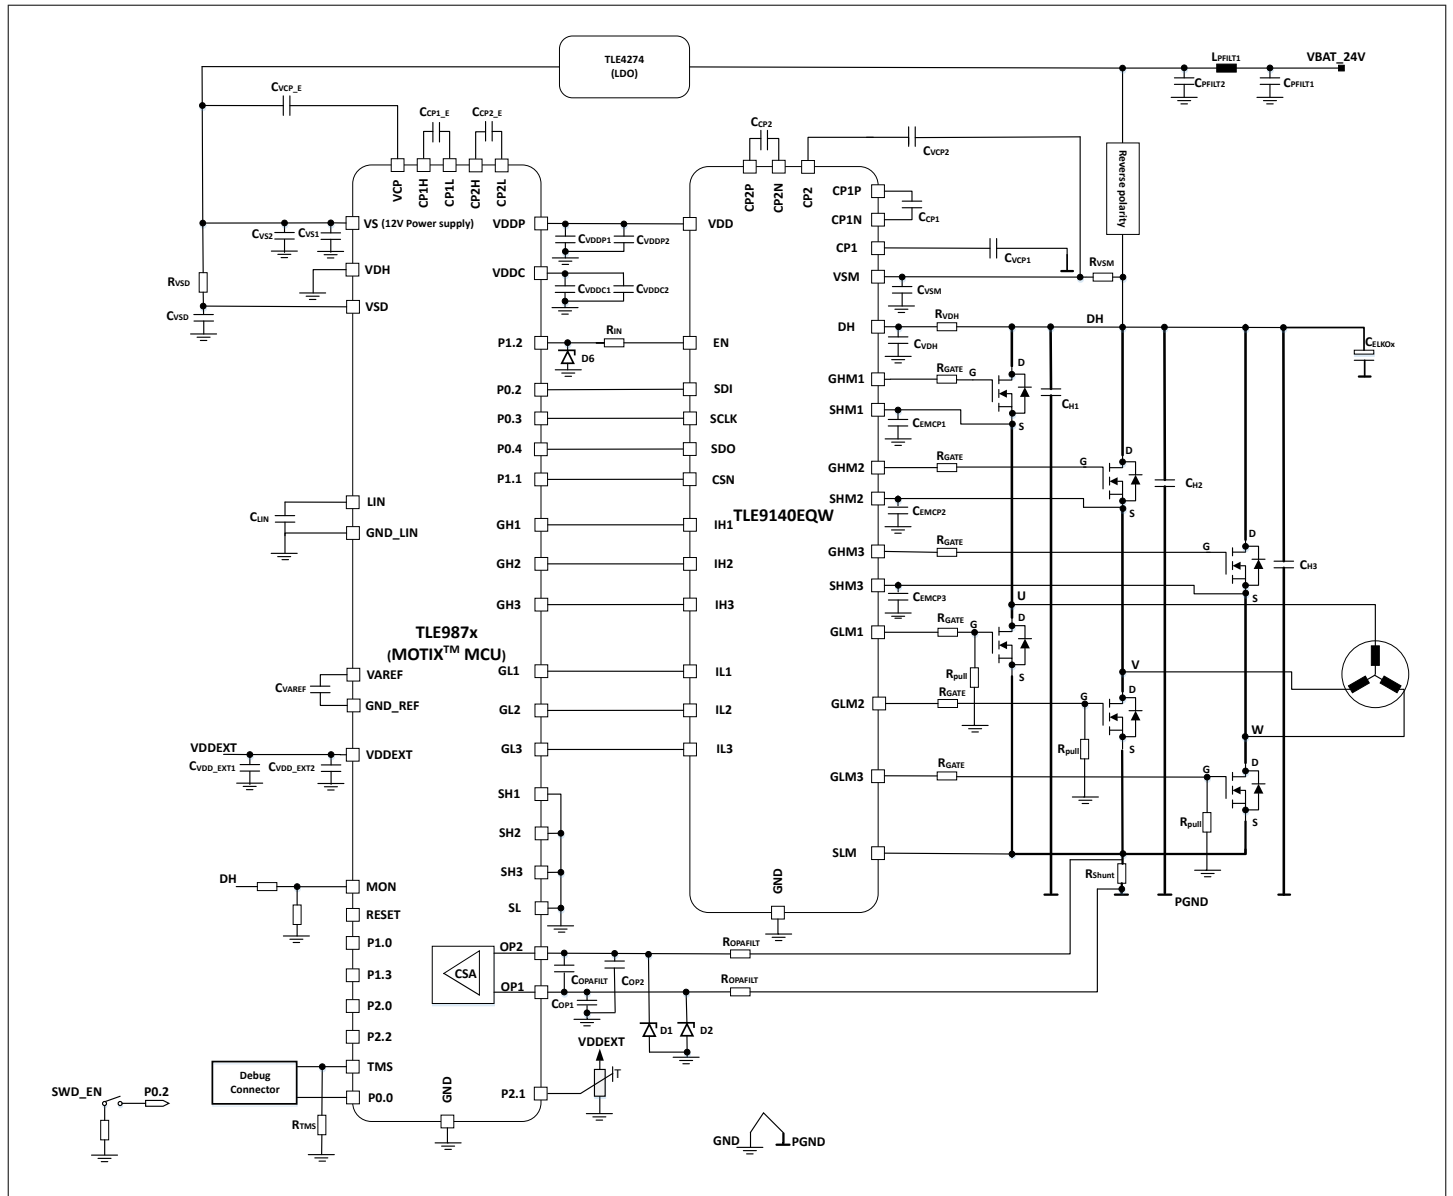 TLE4274
(LDO)
LPFILT1
VBAT_24V
CPFILT2
CPFILT1
CVCP_E
CCP1_E
CCP2_E
CCP2
CVCP2
Reverse polarity
VCP
CP1H
CP1L
CP2H
CP2L
CP2P
CP2N
CP2
CP1P
CP1N
CCP1
VS (12V Power supply)
VDDP
VDD
CVS2
CVS1
CVDDP1
CVDDP2
CP1
CVCP1
RVSM
VDH
VDDC
VSM
RVSD
CVDDC1
CVDDC2
CVSM
VSD
CVSD
RVDH
DH
DH
CVDH
CELKOx
P1.2
RIN
D6
EN
GHM1
RGATE
G
D
S
CH1
P0.2
SDI
SHM1
CEMCP1
P0.3
SCLK
P0.4
SDO
GHM2
RGATE
G
D
S
CH2
P1.1
CSN
SHM2
CEMCP2
LIN
CLIN
GND_LIN
TLE9140EQW
GH1
IH1
GHM3
RGATE
G
D
S
CH3
GH2
IH2
SHM3
CEMCP3
GH3
IH3
U
TLE987x
(MOTIX™ MCU)
GLM1
RGATE
G
D
S
Rpull
VAREF
CVAREF
GND_REF
GL1
IL1
V
GL2
IL2
GLM2
RGATE
G
D
S
Rpull
VDDEXT
VDDEXT
CVDD_EXT1
CVDD_EXT2
GL3
IL3
W
GLM3
RGATE
G
D
S
Rpull
SH1
SH2
SH3
SL
SLM
RShunt
PGND
GND
DH
MON
RESET
P1.0
P1.3
P2.0
P2.2
TMS
P0.0
CSA
OP2
OP1
COPAFILT
COP2
COP1
ROPAFILT
ROPAFILT
D1
D2
VDDEXT
T
P2.1
Debug
Connector
RTMS
SWD_EN
P0.2
GND
GND
PGND